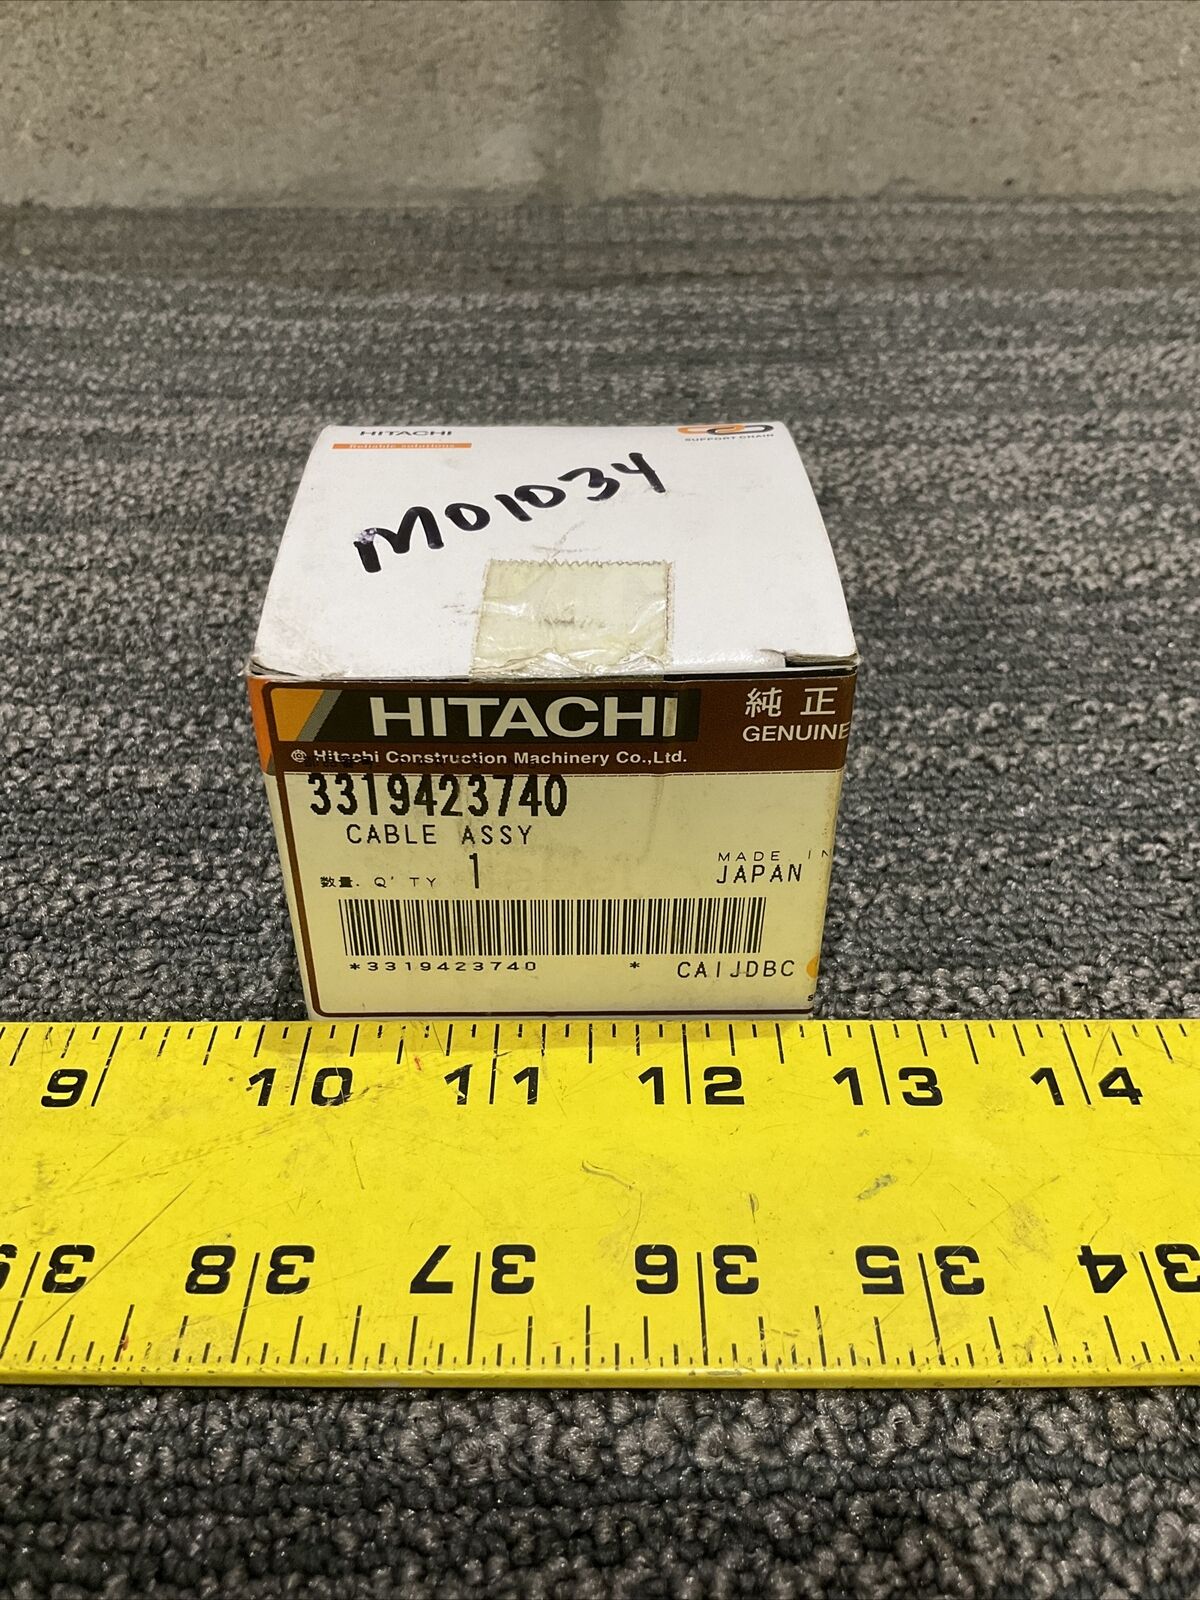 HITACHI
Reliable solutions
SUPPORT CHAIN
M01034
HITACHI
純正
GENUINE
© Hitachi Construction Machinery Co.,Ltd.
3319423740
CABLE ASSY
数量. Q'TY 1
MADE IN
JAPAN
*3319423740 *
CAIJDBC
9 10 11 12 13 14
39 38 37 36 35 34